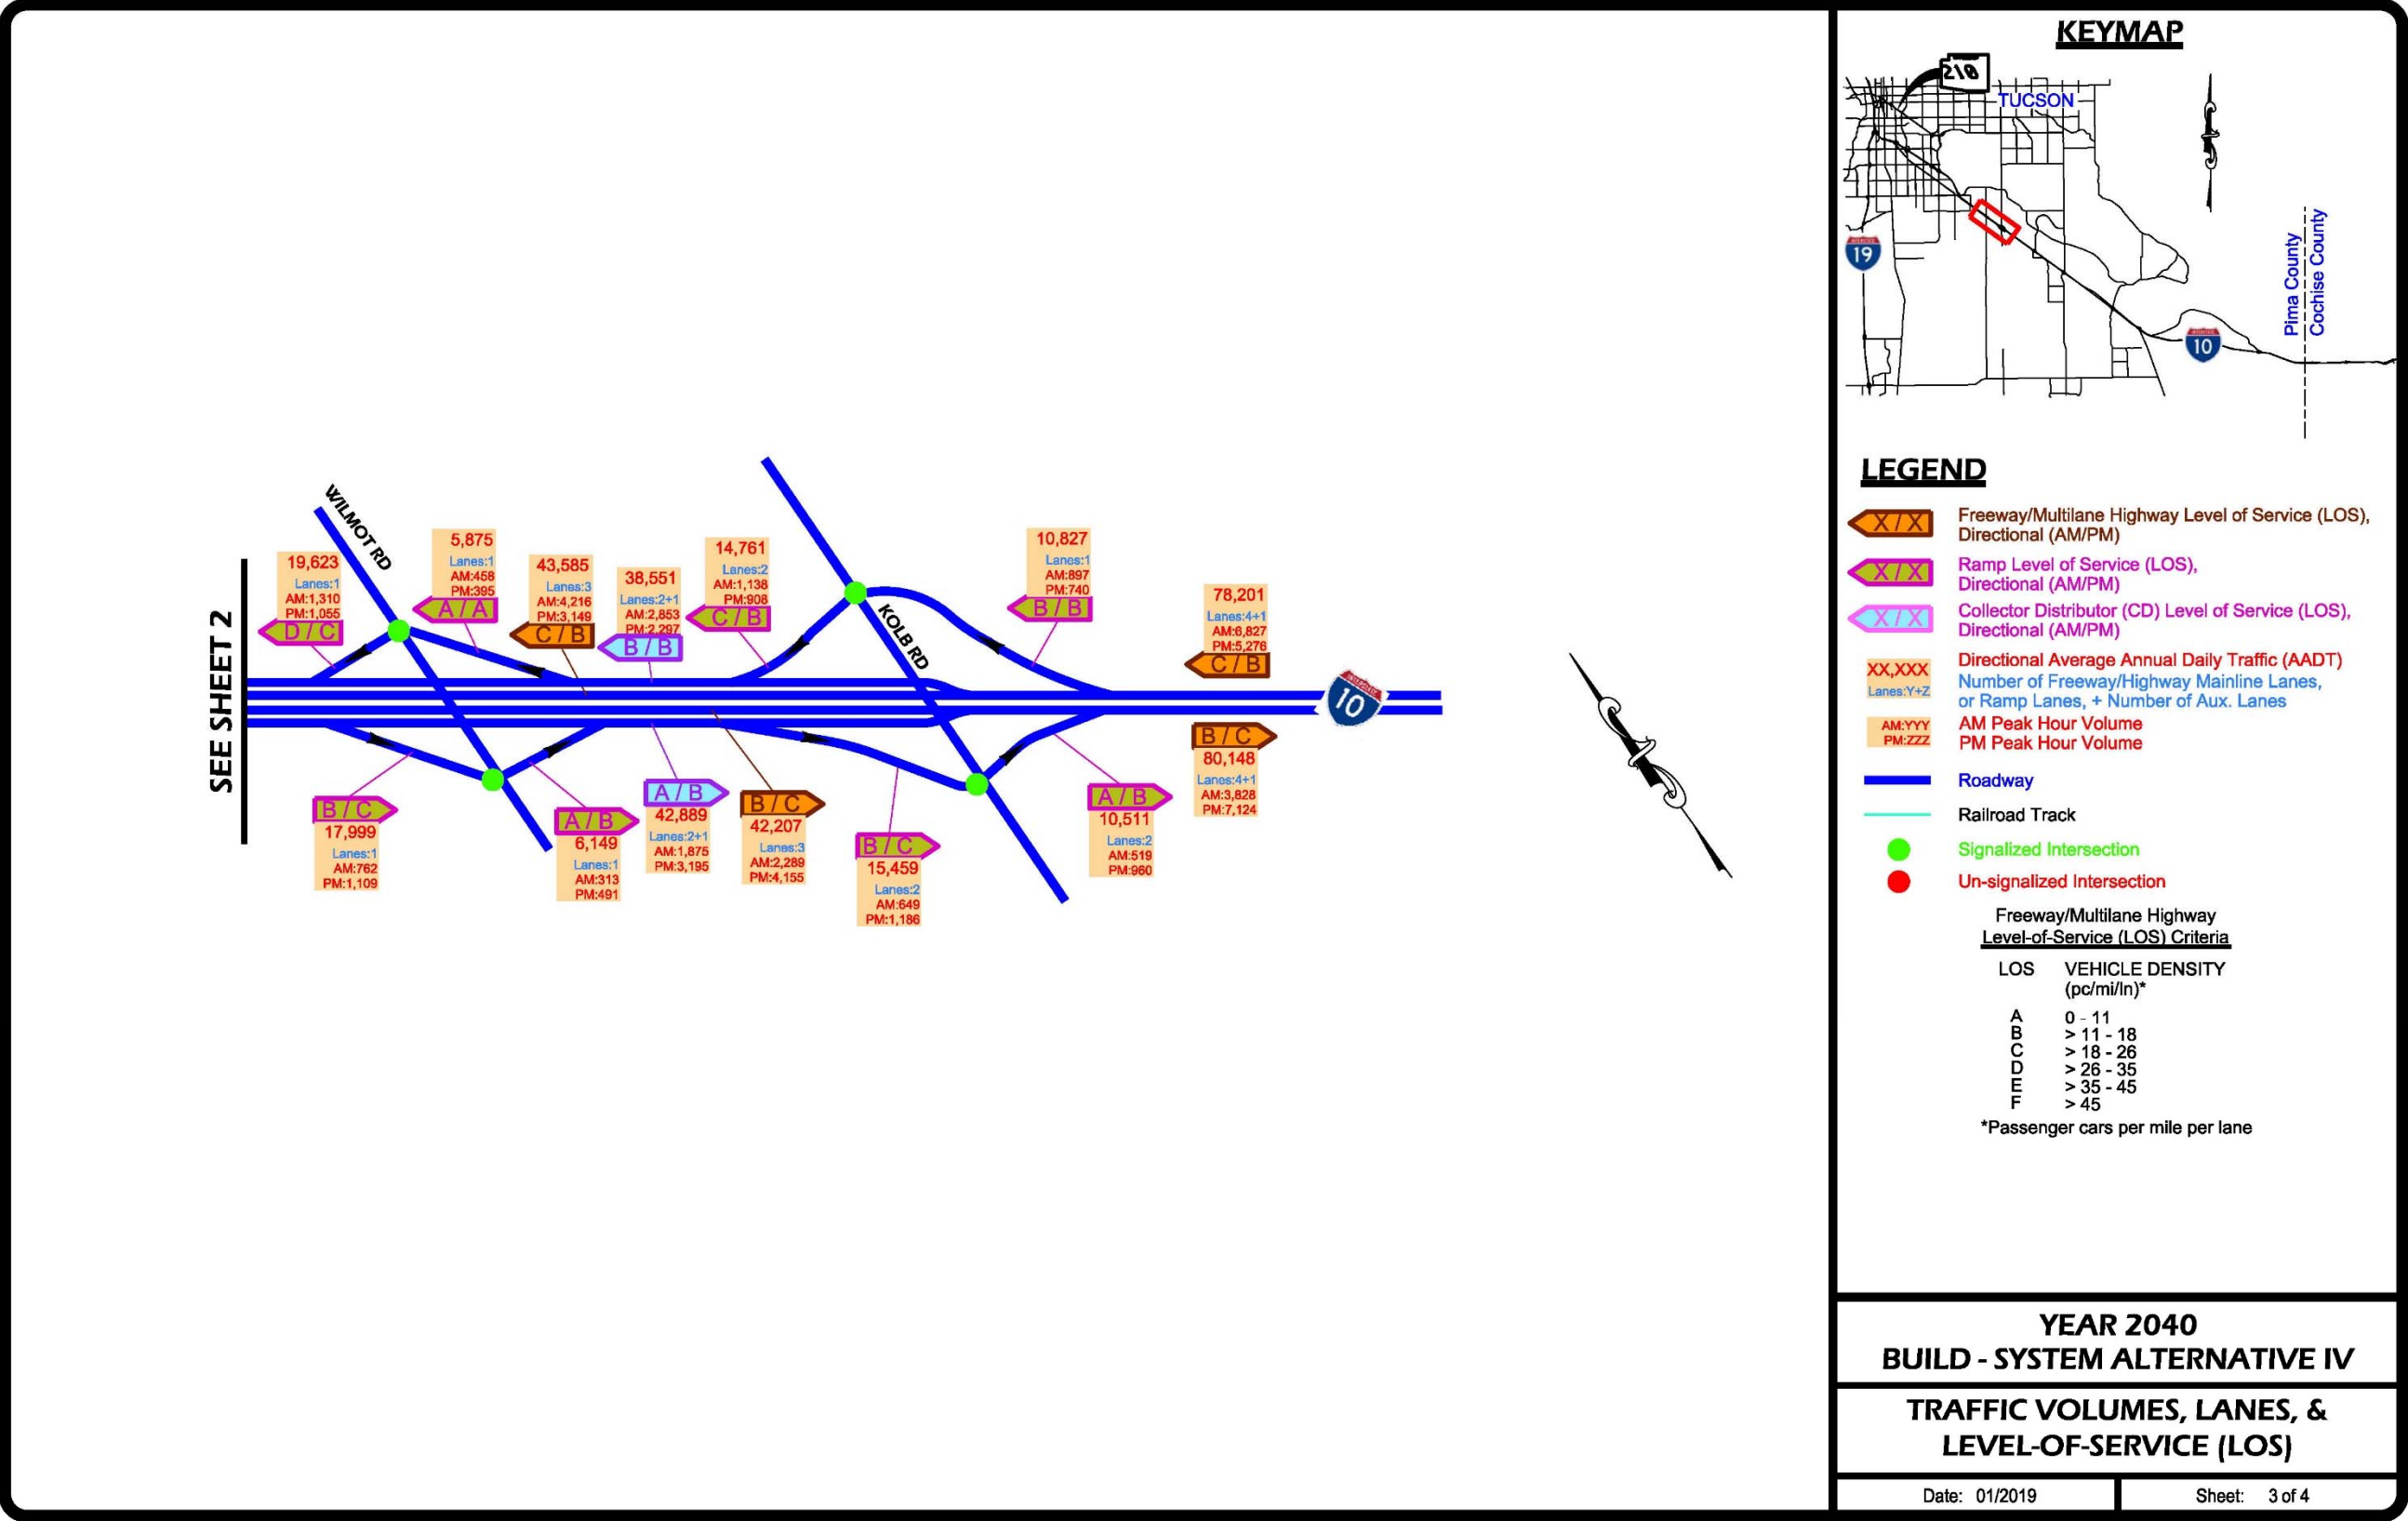 SEE SHEET 2
WILMOT RD
19,623
Lanes:1
AM:1,310
PM:1,055
D / C
5,875
Lanes:1
AM:458
PM:395
A / A
43,585
Lanes:3
AM:4,216
PM:3,149
C / B
38,551
Lanes:2+1
AM:2,853
PM:2,297
B / B
14,761
Lanes:2
AM:1,138
PM:908
C / B
KOLB RD
10,827
Lanes:1
AM:897
PM:740
B / B
78,201
Lanes:4+1
AM:6,827
PM:5,276
C / B
10
B / C
17,999
Lanes:1
AM:762
PM:1,109
A / B
6,149
Lanes:1
AM:313
PM:491
A / B
42,889
Lanes:2+1
AM:1,875
PM:3,195
B / C
42,207
Lanes:3
AM:2,289
PM:4,155
B / C
15,459
Lanes:2
AM:649
PM:1,186
A / B
10,511
Lanes:2
AM:519
PM:960
B / C
80,148
Lanes:4+1
AM:3,828
PM:7,124
KEYMAP
210
TUCSON
19
10
Pima County
Cochise County
LEGEND
X / X
Freeway/Multilane Highway Level of Service (LOS),
Directional (AM/PM)
X / X
Ramp Level of Service (LOS),
Directional (AM/PM)
X / X
Collector Distributor (CD) Level of Service (LOS),
Directional (AM/PM)
XX,XXX
Lanes:Y+Z
Directional Average Annual Daily Traffic (AADT)
Number of Freeway/Highway Mainline Lanes,
or Ramp Lanes, + Number of Aux. Lanes
AM:YYY
PM:ZZZ
AM Peak Hour Volume
PM Peak Hour Volume
Roadway
Railroad Track
Signalized Intersection
Un-signalized Intersection
Freeway/Multilane Highway
Level-of-Service (LOS) Criteria
LOS VEHICLE DENSITY
(pc/mi/ln)*
A 0 - 11
B > 11 - 18
C > 18 - 26
D > 26 - 35
E > 35 - 45
F > 45
*Passenger cars per mile per lane
YEAR 2040
BUILD - SYSTEM ALTERNATIVE IV
TRAFFIC VOLUMES, LANES, &
LEVEL-OF-SERVICE (LOS)
Date: 01/2019
Sheet: 3 of 4